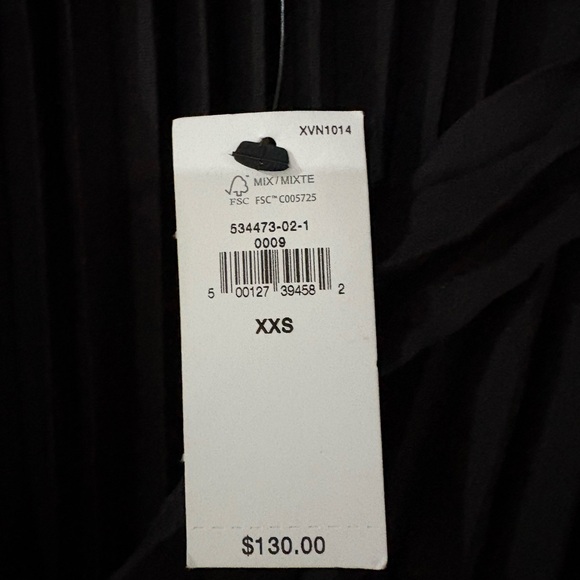 XVN1014
MIX/MIXTE
FSC FSC™ C005725
534473-02-1
0009
5 00127 39458 2
XXS
$130.00